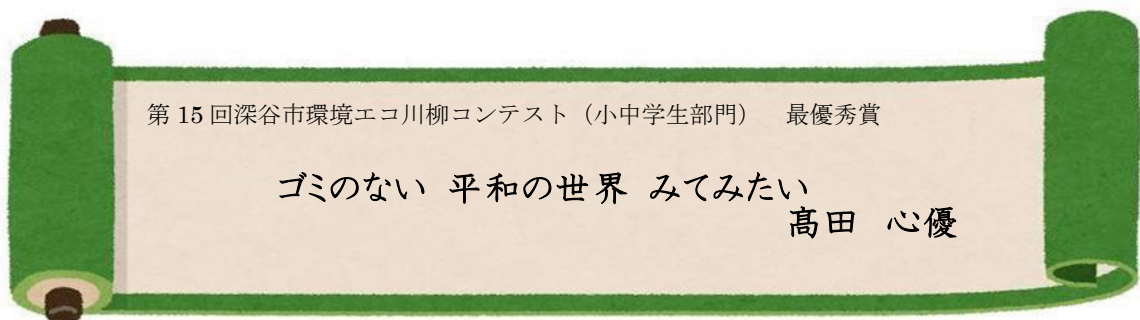 第 15 回深谷市環境エコ川柳コンテスト（小中学生部門）　最優秀賞
ゴミのない 平和の世界 みてみたい
髙田　心優